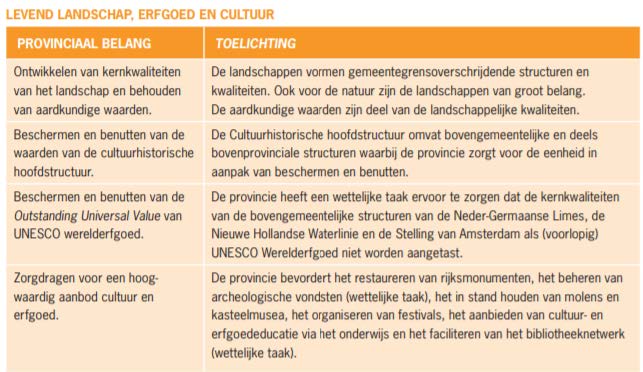 LEVEND LANDSCHAP, ERFGOED EN CULTUUR
PROVINCIAAL BELANG
TOELICHTING
Ontwikkelen van kernkwaliteiten
van het landschap en behouden
van aardkundige waarden.
De landschappen vormen gemeentegrensoverschrijdende structuren en
kwaliteiten. Ook voor de natuur zijn de landschappen van groot belang.
De aardkundige waarden zijn deel van de landschappelijke kwaliteiten.
Beschermen en benutten van de
waarden van de cultuurhistorische
hoofdstructuur.
De Cultuurhistorische hoofdstructuur omvat bovengemeentelijke en deels
bovenprovinciale structuren waarbij de provincie zorgt voor de eenheid in
aanpak van beschermen en benutten.
Beschermen en benutten van de
Outstanding Universal Value van
UNESCO werelderfgoed.
De provincie heeft een wettelijke taak ervoor te zorgen dat de kernkwaliteiten
van de bovengemeentelijke structuren van de Neder-Germaanse Limes, de
Nieuwe Hollandse Waterlinie en de Stelling van Amsterdam als (voorlopig)
UNESCO Werelderfgoed niet worden aangetast.
Zorgdragen voor een hoog-
waardig aanbod cultuur en
erfgoed.
De provincie bevordert het restaureren van rijksmonumenten, het beheren van
archeologische vondsten (wettelijke taak), het in stand houden van molens en
kasteelmusea, het organiseren van festivals, het aanbieden van cultuur- en
erfgoededucatie via het onderwijs en het faciliteren van het bibliotheeknetwerk
(wettelijke taak).